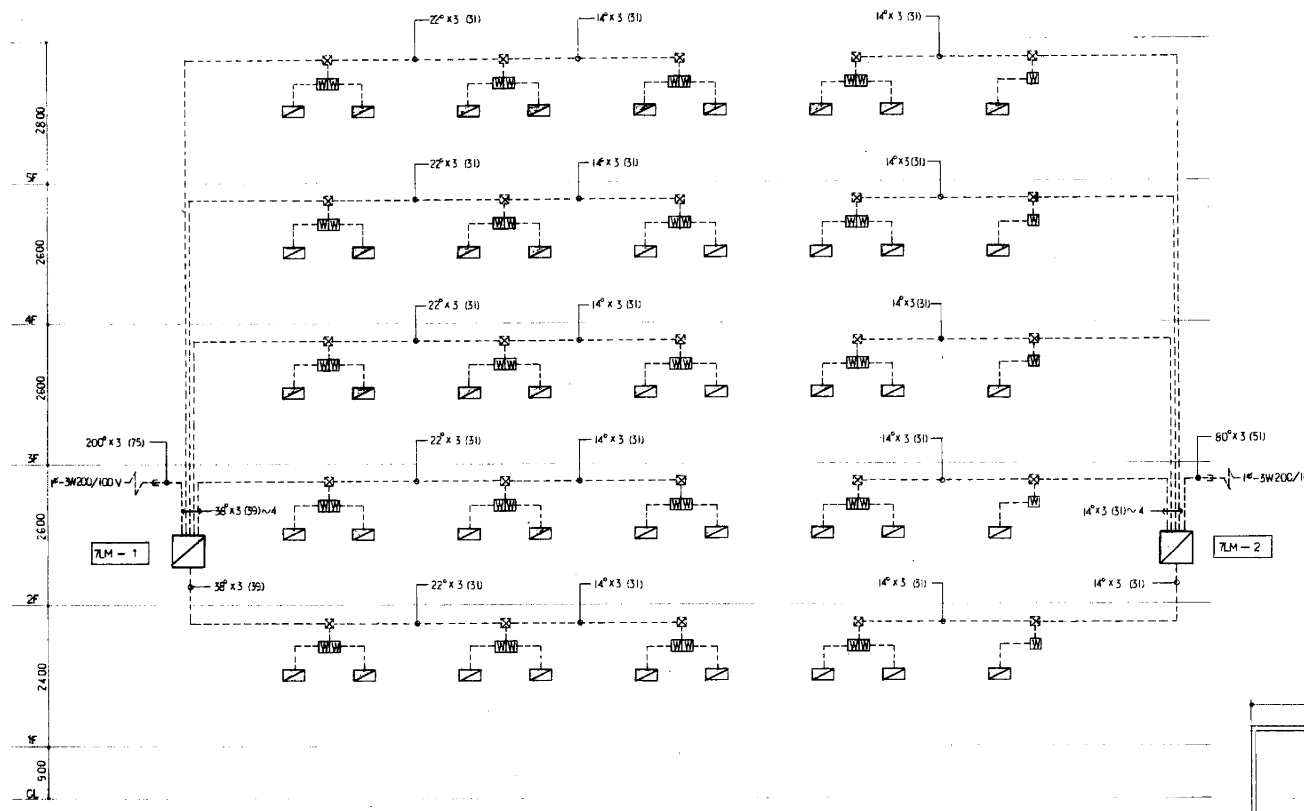 22□×3 (31)
14□×3 (31)
14□×3 (31)
2800
5F
22□×3 (31)
14□×3 (31)
14□×3 (31)
2600
4F
22□×3 (31)
14□×3 (31)
14□×3 (31)
2600
200□×3 (75)
22□×3 (31)
14□×3 (31)
14□×3 (31)
80□×3 (51)
3F
1φ-3W200/100V
38□×3 (39)~4
14□×3 (31)~4
2600
7LM-1
7LM-2
38□×3 (39)
22□×3 (31)
14□×3 (31)
14□×3 (31)
14□×3 (31)
2F
2400
1F
900
GL
W W
W W
W W
W W
W
W W
W W
W W
W W
W
W W
W W
W W
W W
W
W W
W W
W W
W W
W
W W
W W
W W
W W
W